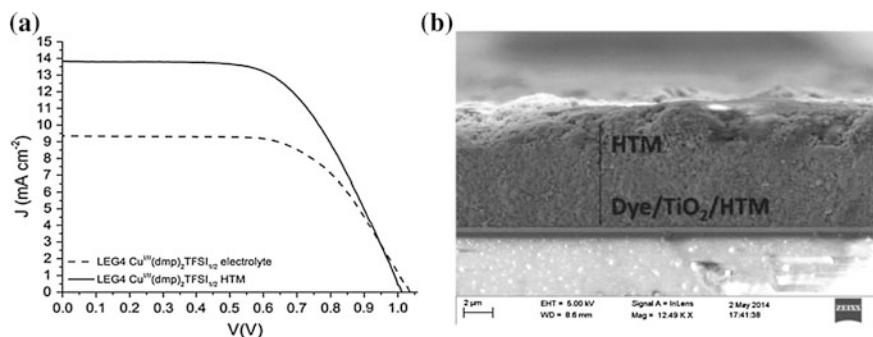 (a)
15
14
13
12
11
10
9
8
7
6
5
4
3
2
1
0
J (mA cm⁻²)
LEG4 Cuᴵ/ᴵᴵ(dmp)₂TFSI₁/₂ electrolyte
LEG4 Cuᴵ/ᴵᴵ(dmp)₂TFSI₁/₂ HTM
0.0 0.1 0.2 0.3 0.4 0.5 0.6 0.7 0.8 0.9 1.0
V(V)
(b)
HTM
Dye/TiO₂/HTM
2 µm
EHT = 5.00 kV Signal A = InLens 2 May 2014
WD = 8.6 mm Mag = 12.49 K X 17:41:38
ZEISS